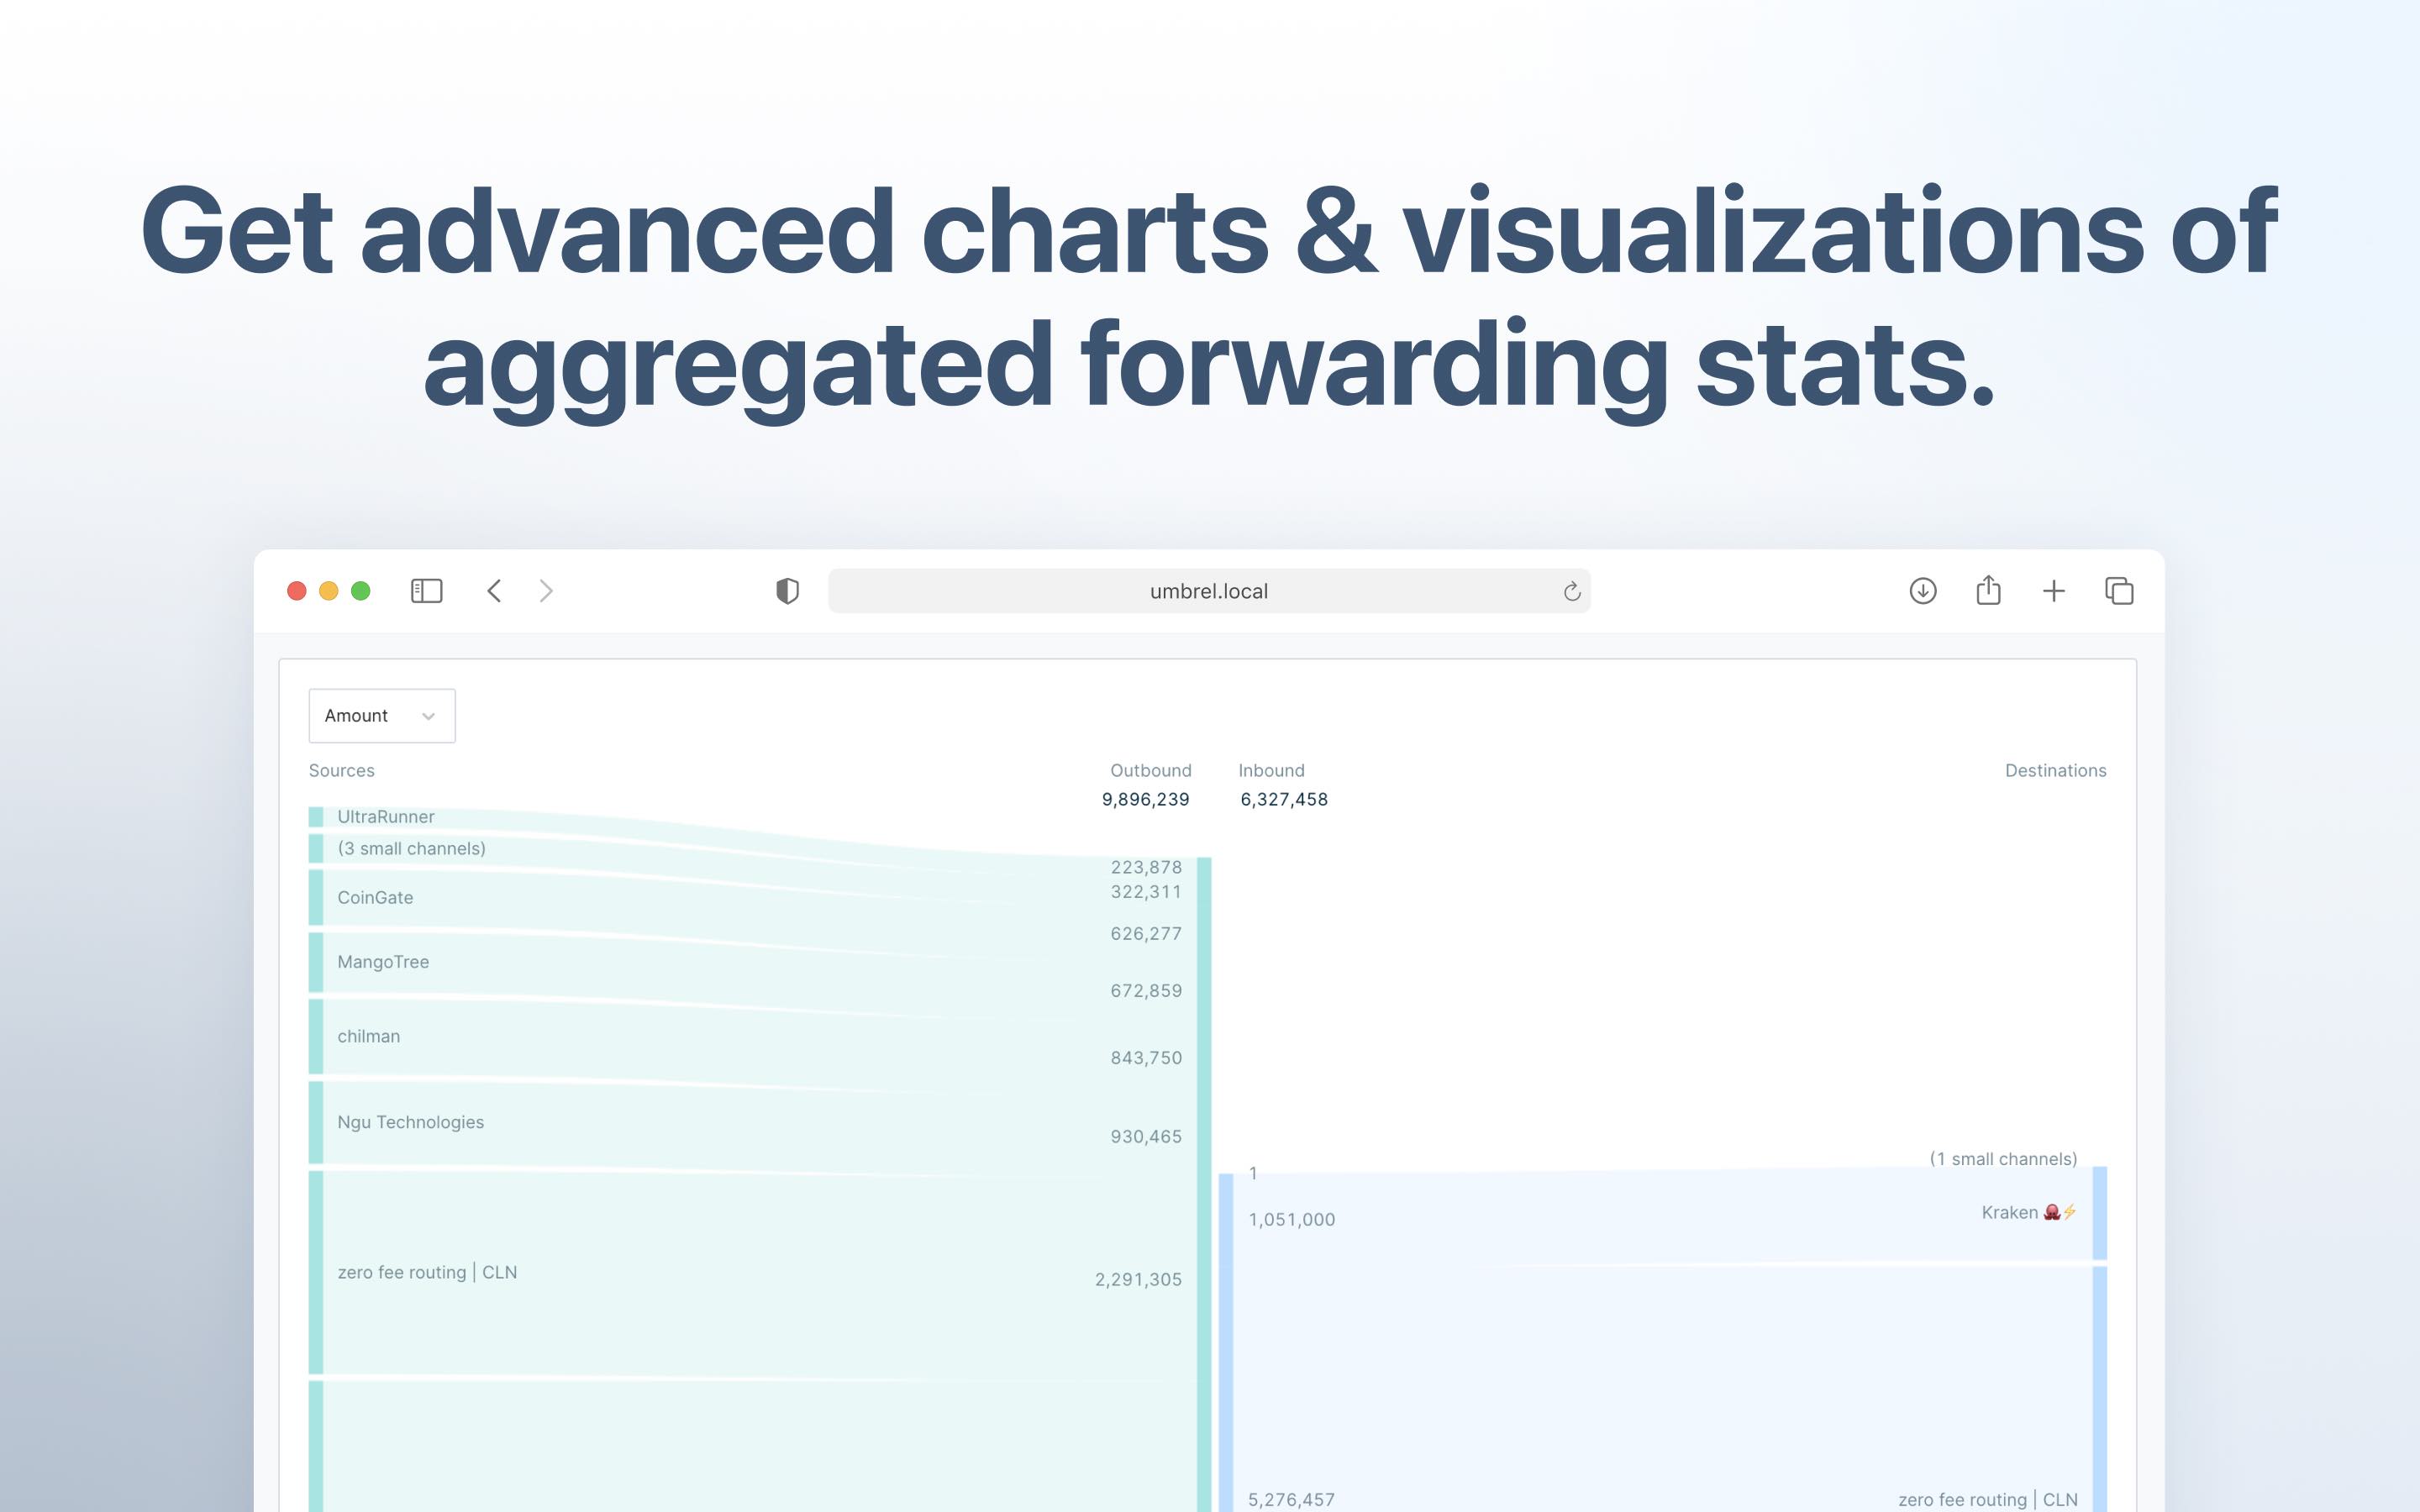 Get advanced charts & visualizations of
aggregated forwarding stats.
umbrel.local
Amount
Sources
Outbound
Inbound
Destinations
9,896,239
6,327,458
UltraRunner
(3 small channels)
223,878
322,311
CoinGate
626,277
MangoTree
672,859
chilman
843,750
Ngu Technologies
930,465
(1 small channels)
1
Kraken 🐙⚡
1,051,000
zero fee routing | CLN
2,291,305
5,276,457
zero fee routing | CLN